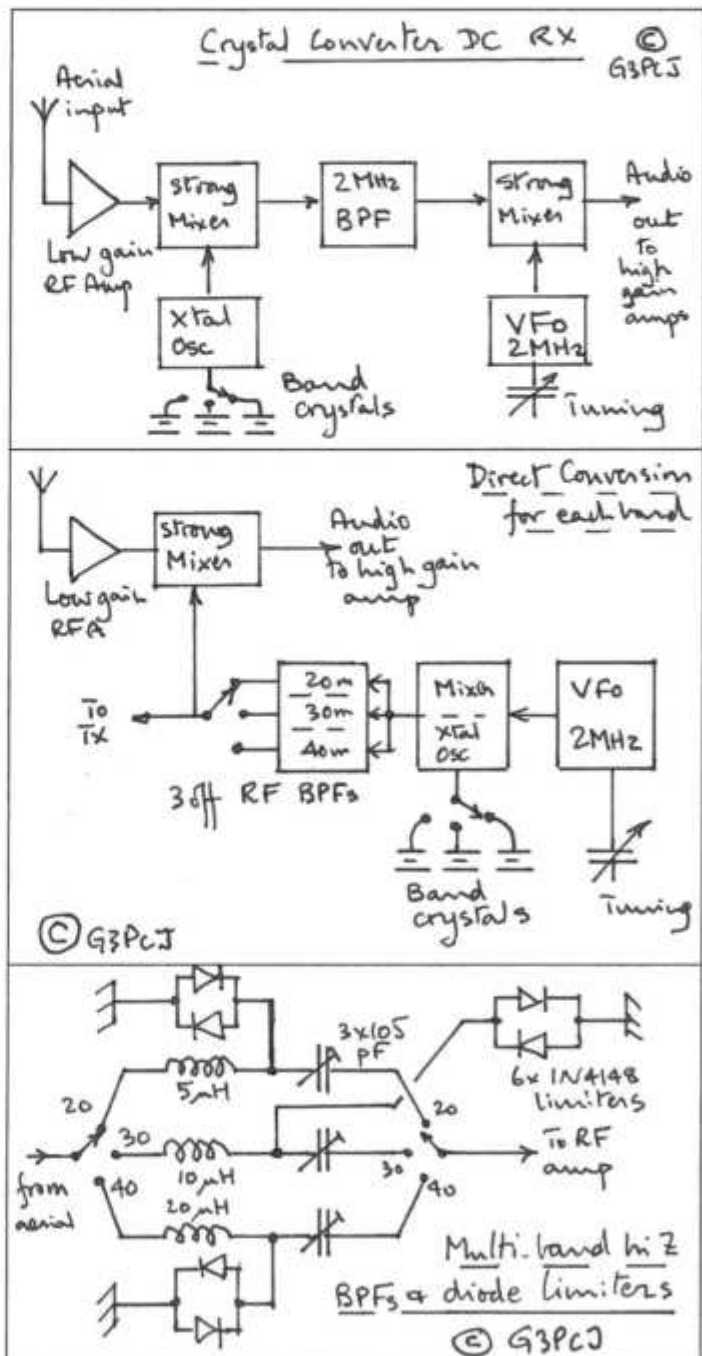 Crystal Converter DC RX
©
G3PCJ
Aerial
input
Low gain
RF Amp
Strong
Mixer
2MHz
BPF
Strong
Mixer
Audio
out
to
high
gain
amps
Xtal
Osc
VFO
2MHz
Band
crystals
Tuning
Direct Conversion
for each band
Low gain
RFA
Strong
Mixer
Audio
out
to high gain
amp
To
Tx
20m
30m
40m
3 off RF BPFs
Mixer
Xtal
Osc
VFO
2MHz
Band
crystals
Tuning
© G3PCJ
3x105
pF
6x 1N4148
limiters
5µH
20
30
10µH
40
20µH
from
aerial
20
30
40
To RF
amp
Multi-band hi Z
BPFs & diode limiters
© G3PCJ